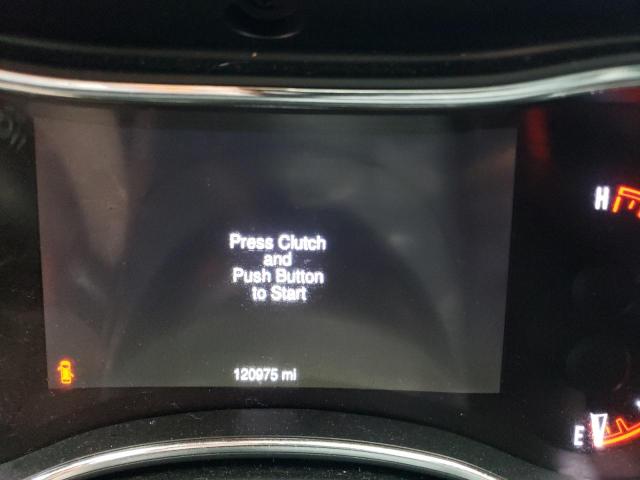 Press Clutch
and
Push Button
to Start
120975 mi
H
E